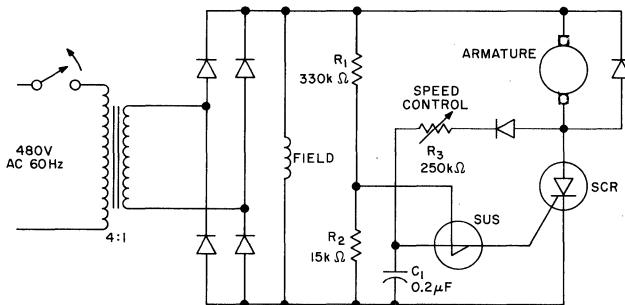 480V
AC 60Hz
4:1
FIELD
R1
330k Ω
R2
15k Ω
SPEED
CONTROL
R3
250kΩ
C1
0.2μF
SUS
ARMATURE
SCR